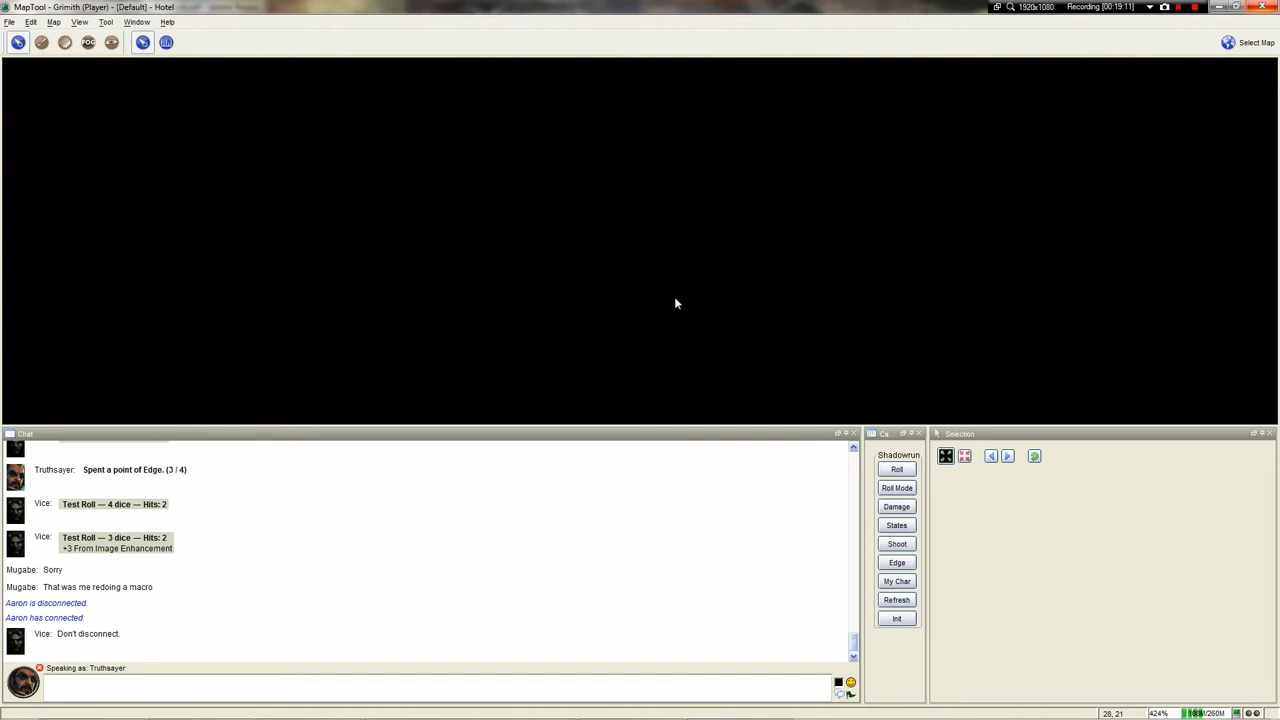 MapTool - Grimith (Player) - [Default] - Hotel
1920x1080
Recording [00:19:11]
File Edit Map View Tool Window Help
FOG
Select Map
Chat
Truthsayer: Spent a point of Edge. (3 / 4)
Vice: Test Roll — 4 dice — Hits: 2
Vice: Test Roll — 3 dice — Hits: 2
+3 From Image Enhancement
Mugabe: Sorry
Mugabe: That was me redoing a macro
Aaron is disconnected.
Aaron has connected.
Vice: Don't disconnect.
Speaking as: Truthsayer
Ca...
Shadowrun
Roll
Roll Mode
Damage
States
Shoot
Edge
My Char
Refresh
Init
Selection
28, 21
424%